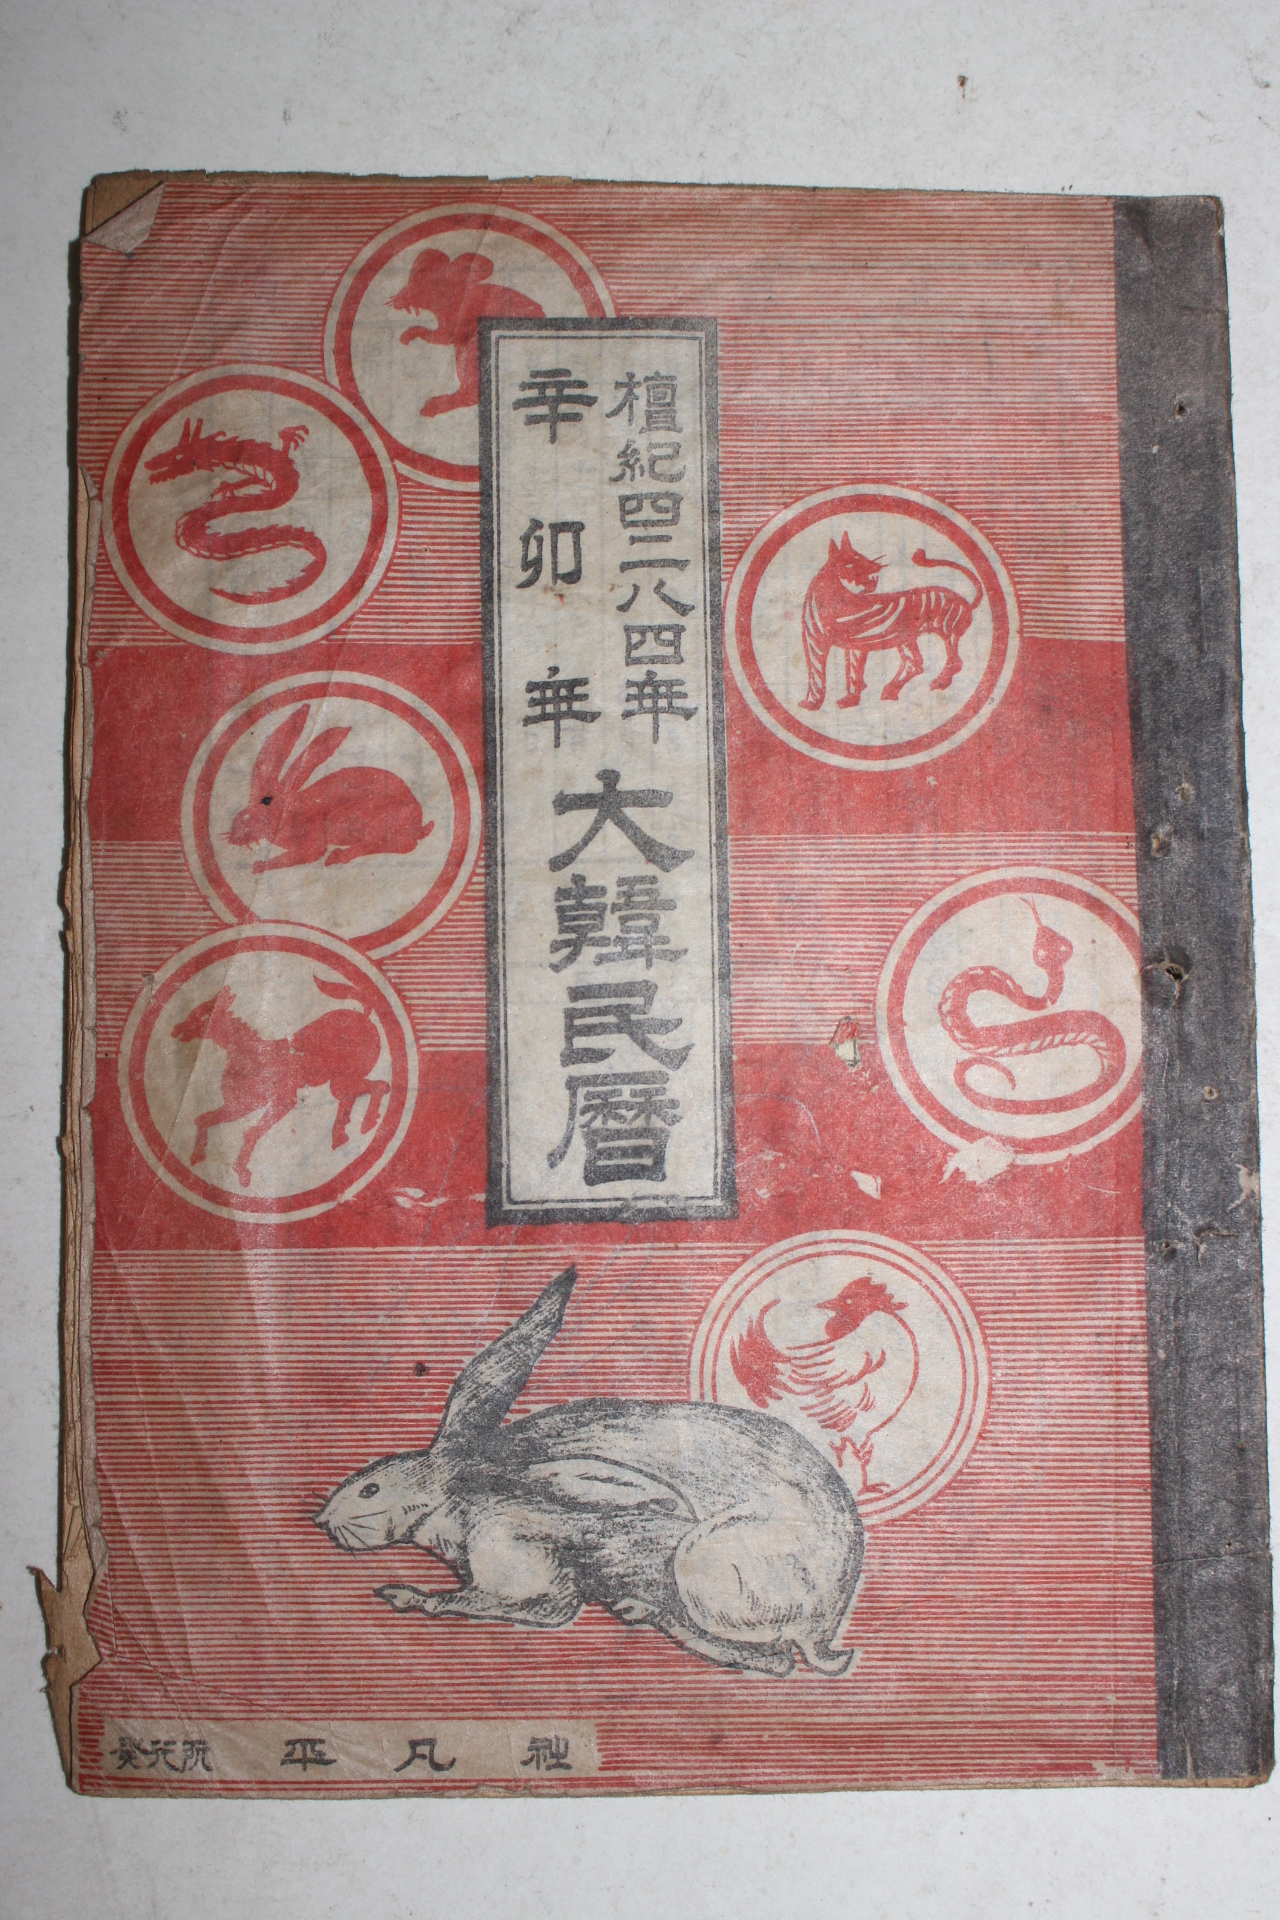 檀紀四二八四年
辛卯年
大韓民曆
發行所 平凡社